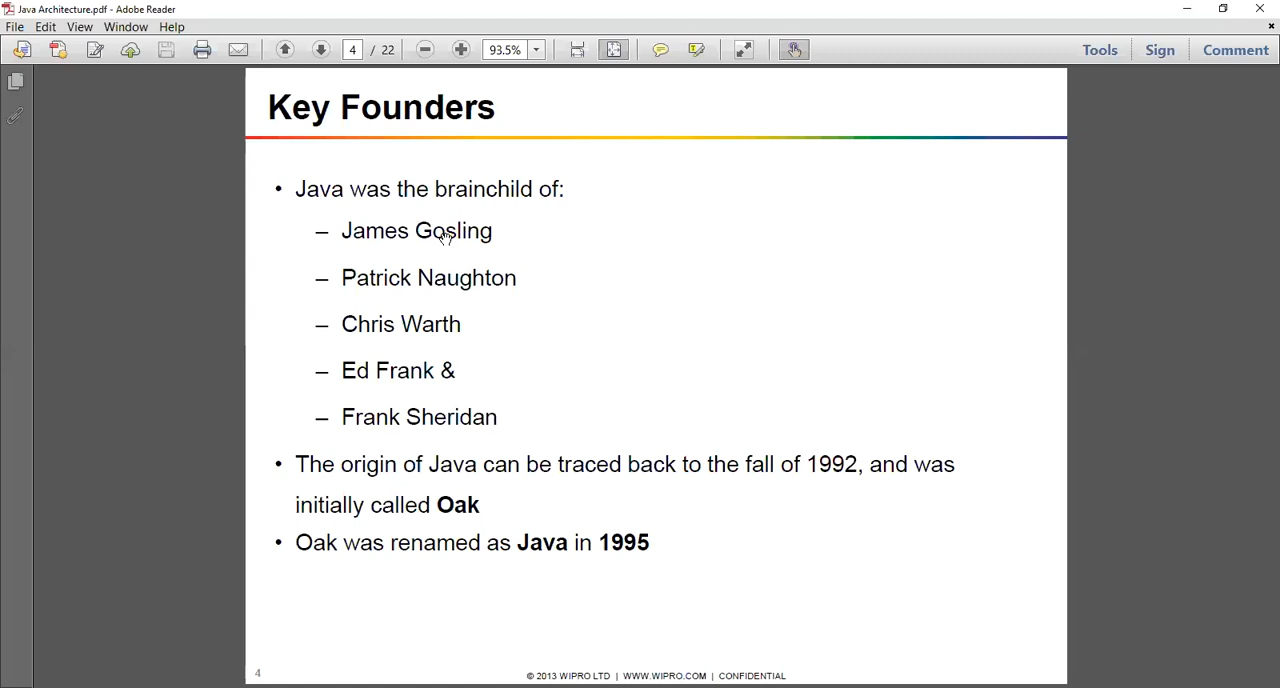 Java Architecture.pdf - Adobe Reader
File Edit View Window Help
4 / 22 93.5% Tools Sign Comment
Key Founders
• Java was the brainchild of:
– James Gosling
– Patrick Naughton
– Chris Warth
– Ed Frank &
– Frank Sheridan
• The origin of Java can be traced back to the fall of 1992, and was
initially called Oak
• Oak was renamed as Java in 1995
4
© 2013 WIPRO LTD | WWW.WIPRO.COM | CONFIDENTIAL